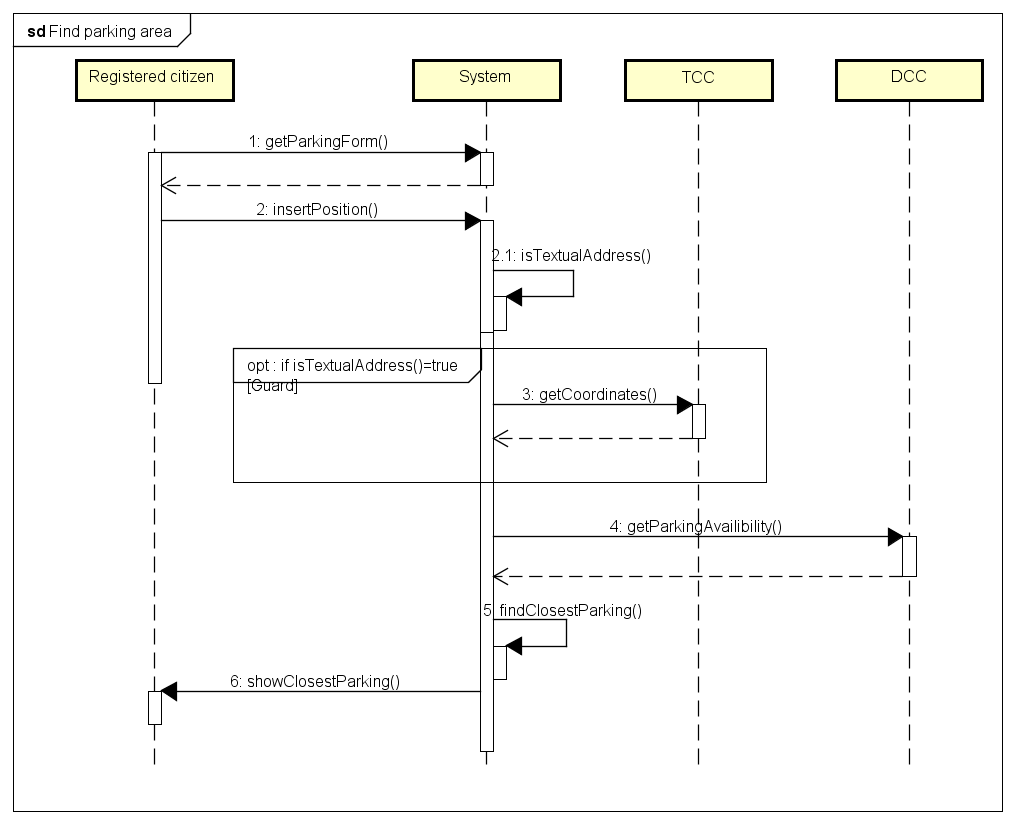 sd Find parking area
Registered citizen
System
TCC
DCC
1: getParkingForm()
2: insertPosition()
2.1: isTextualAddress()
opt : if isTextualAddress()=true
[Guard]
3: getCoordinates()
4: getParkingAvailibility()
5: findClosestParking()
6: showClosestParking()